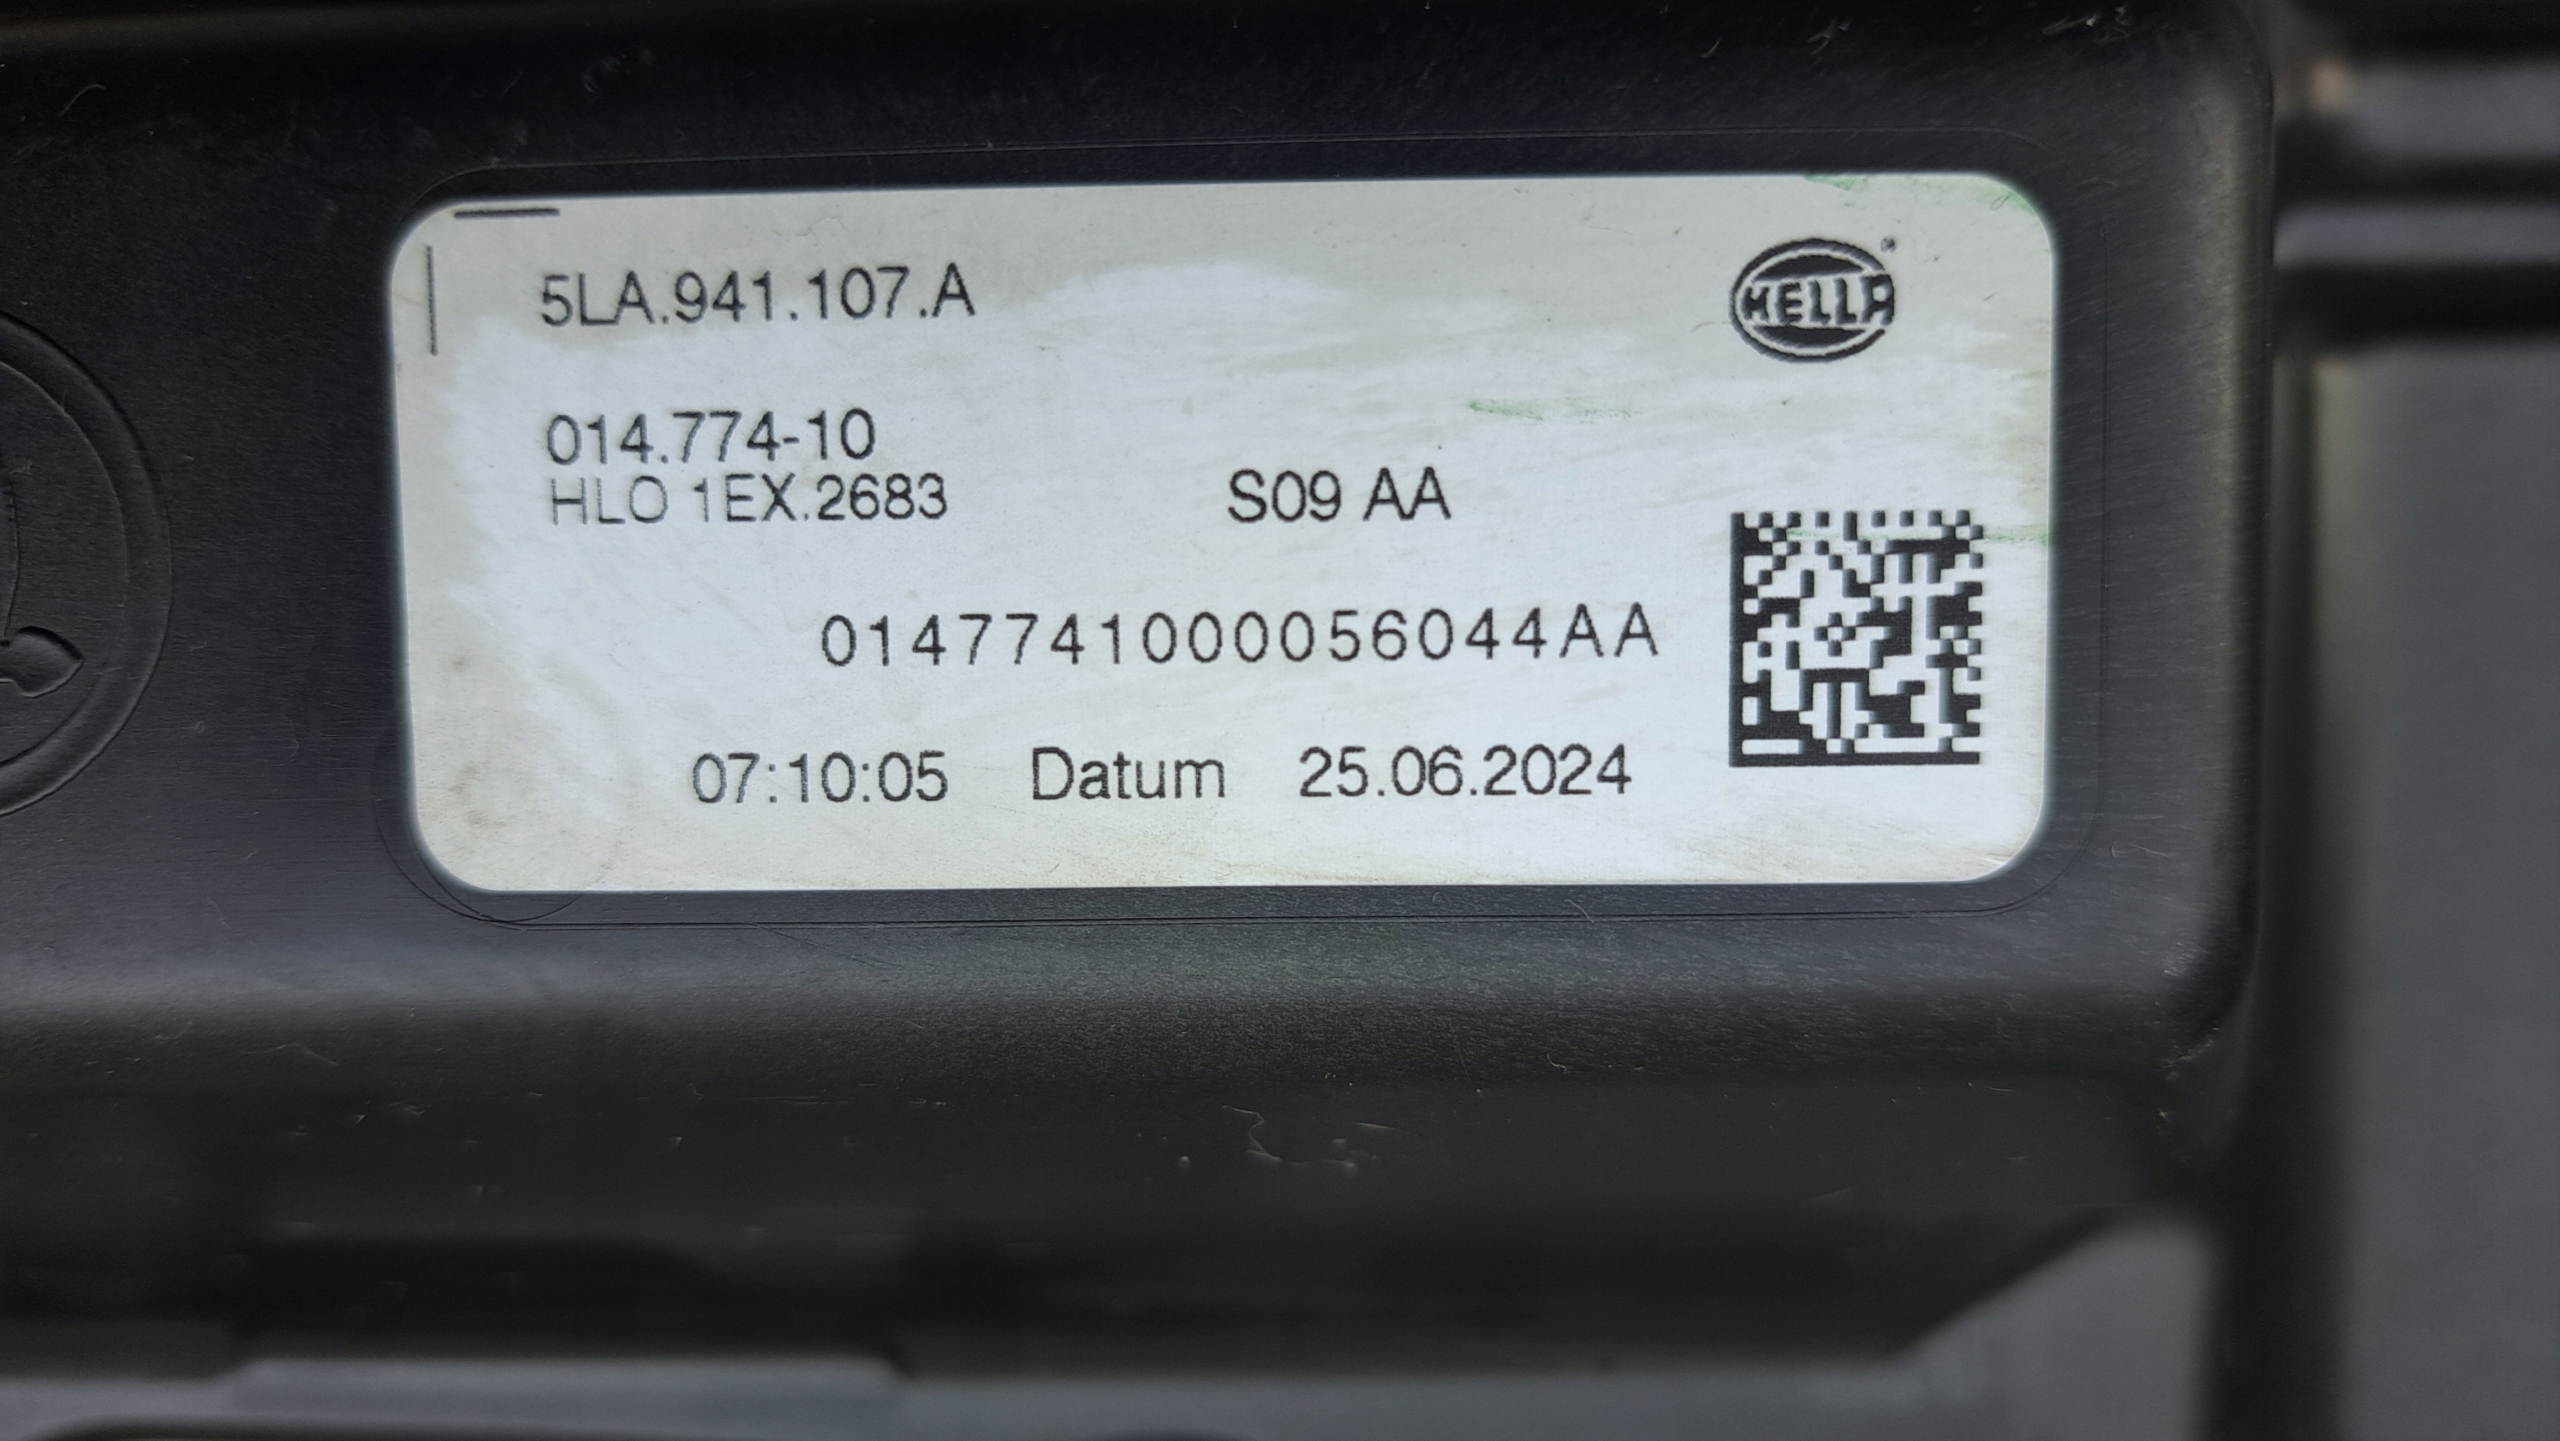 5LA.941.107.A
HELLA®
014.774-10
HLO 1EX.2683 S09 AA
0147741000056044AA
07:10:05 Datum 25.06.2024